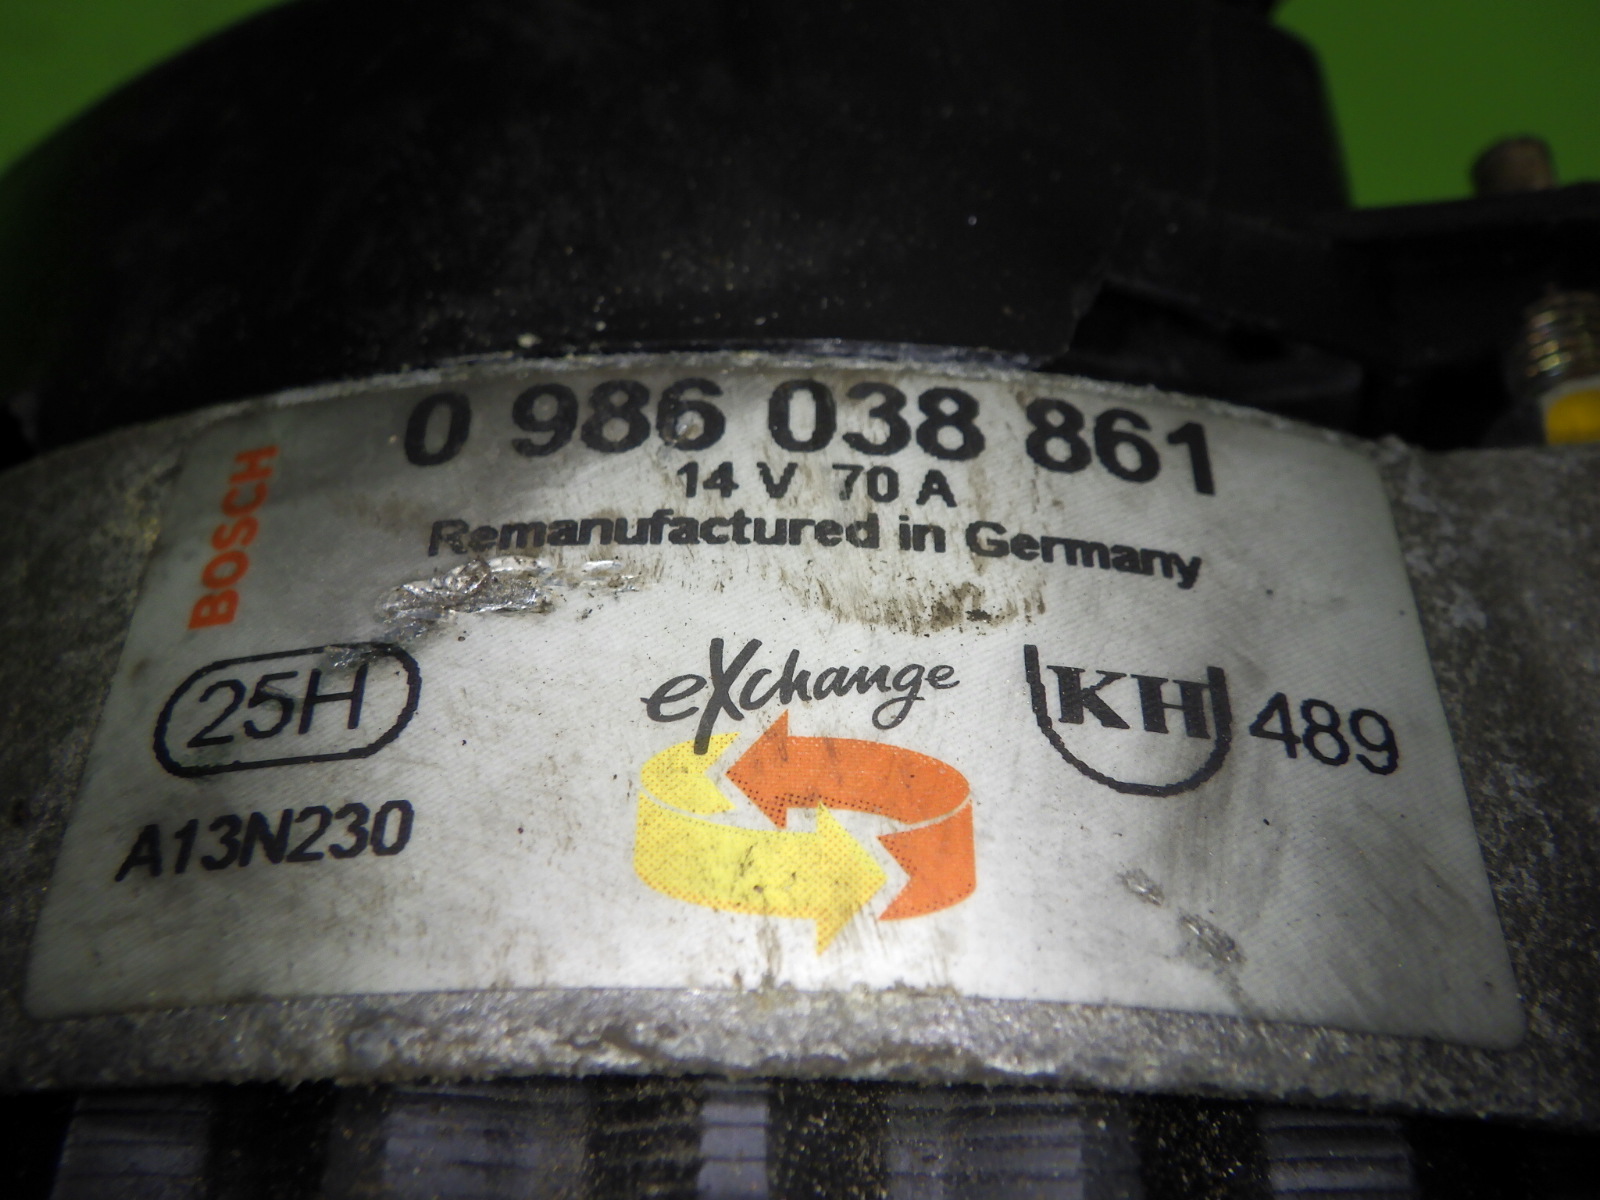 0 986 038 861
14 V 70 A
Remanufactured in Germany
BOSCH
25H
eXchange
KH 489
A13N230